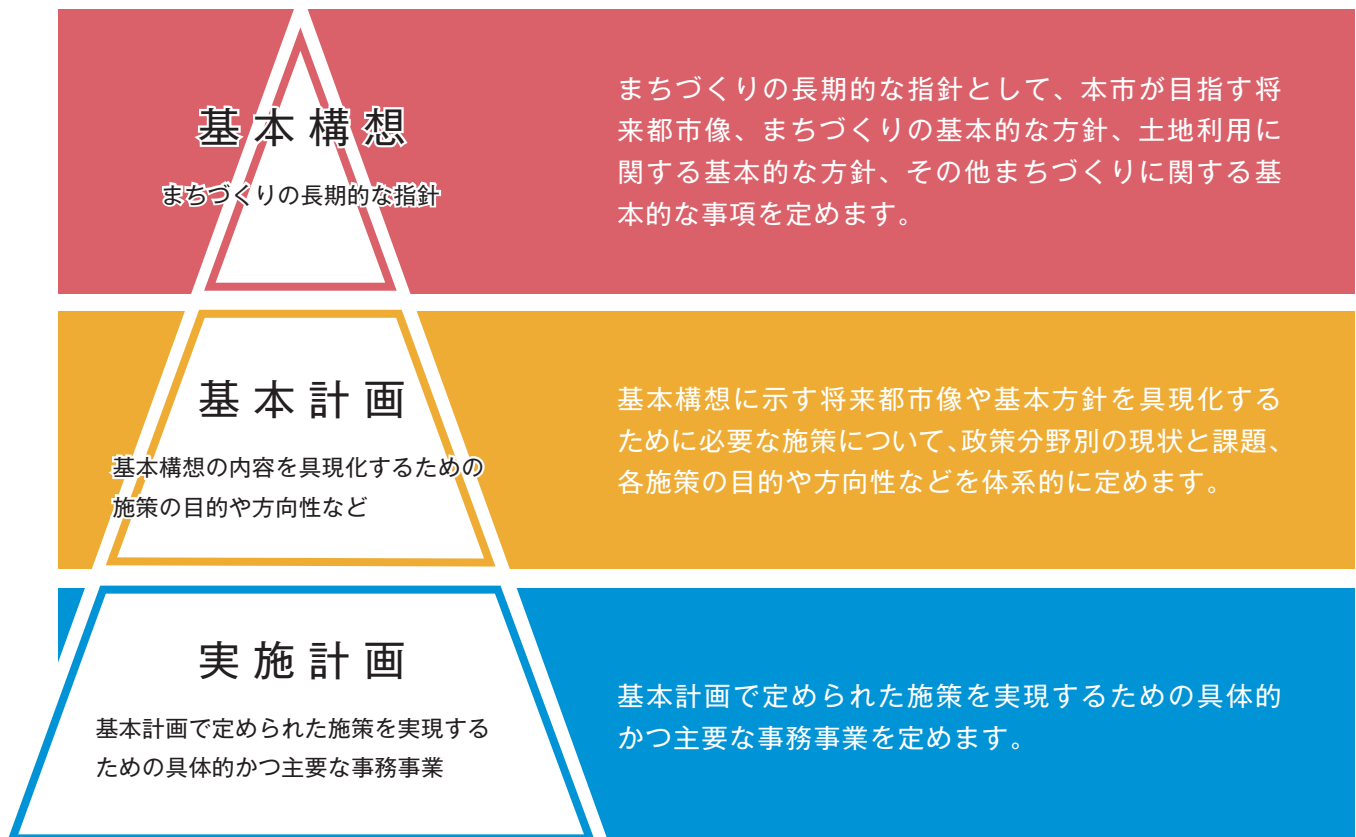 基本構想
まちづくりの長期的な指針
まちづくりの長期的な指針として、本市が目指す将
来都市像、まちづくりの基本的な方針、土地利用に
関する基本的な方針、その他まちづくりに関する基
本的な事項を定めます。
基本計画
基本構想の内容を具現化するための
施策の目的や方向性など
基本構想に示す将来都市像や基本方針を具現化する
ために必要な施策について、政策分野別の現状と課題、
各施策の目的や方向性などを体系的に定めます。
実施計画
基本計画で定められた施策を実現する
ための具体的かつ主要な事務事業
基本計画で定められた施策を実現するための具体的
かつ主要な事務事業を定めます。